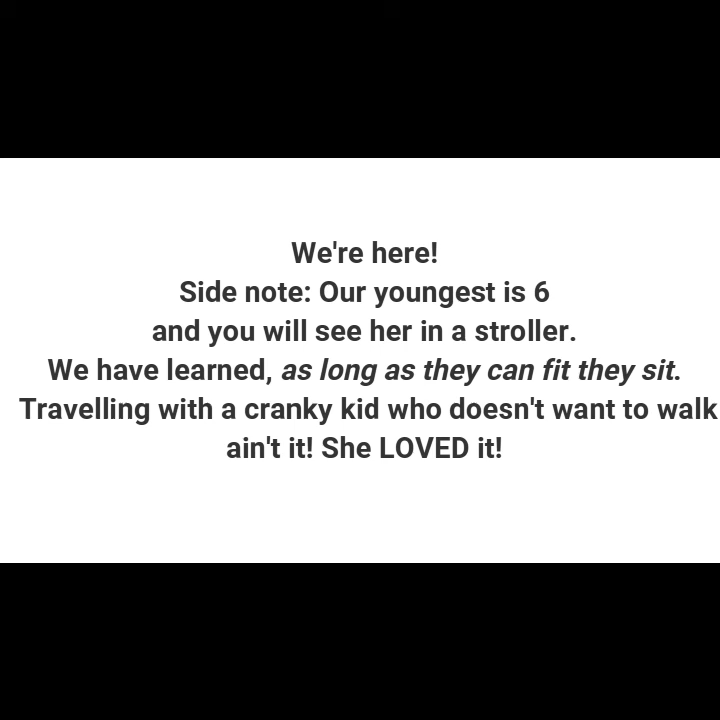 We're here!
Side note: Our youngest is 6
and you will see her in a stroller.
We have learned, as long as they can fit they sit.
Travelling with a cranky kid who doesn't want to walk
ain't it! She LOVED it!